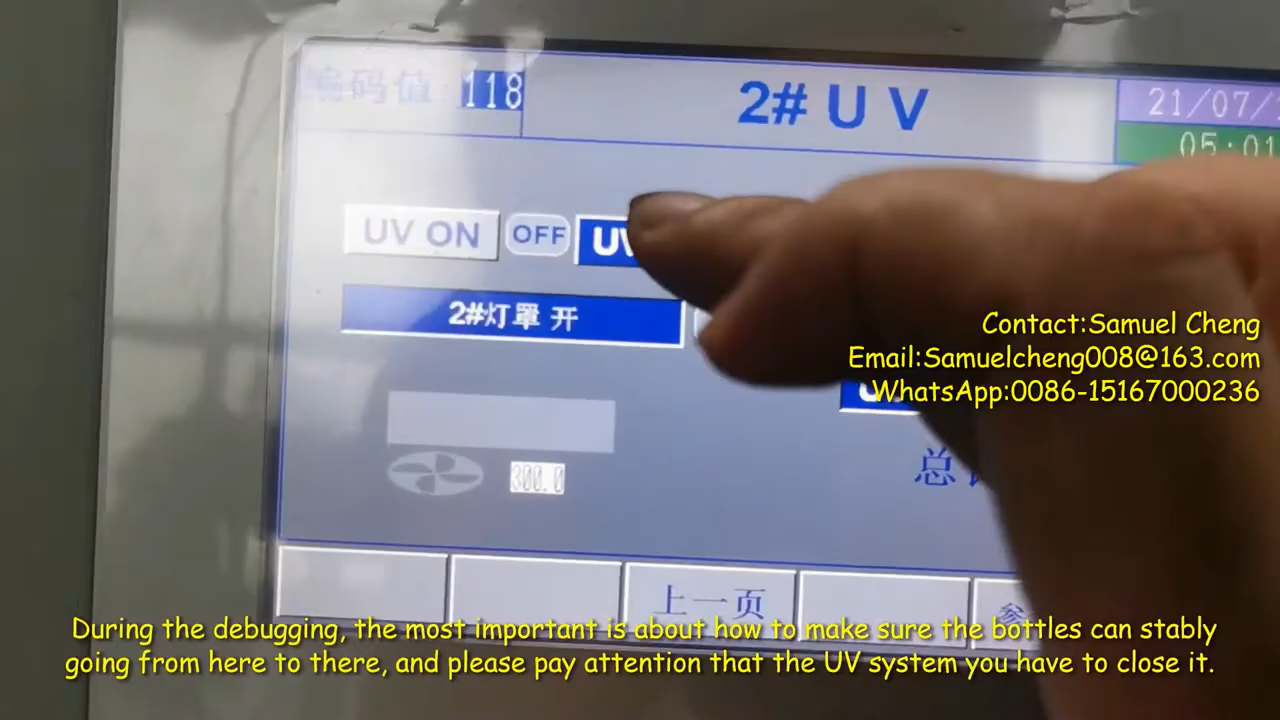 编码值 118
2# U V
21/07/
05:01
UV ON
OFF
2#灯罩 开
Contact:Samuel Cheng
Email:Samuelcheng008@163.com
WhatsApp:0086-15167000236
300.0
总
上一页
During the debugging, the most important is about how to make sure the bottles can stably
going from here to there, and please pay attention that the UV system you have to close it.